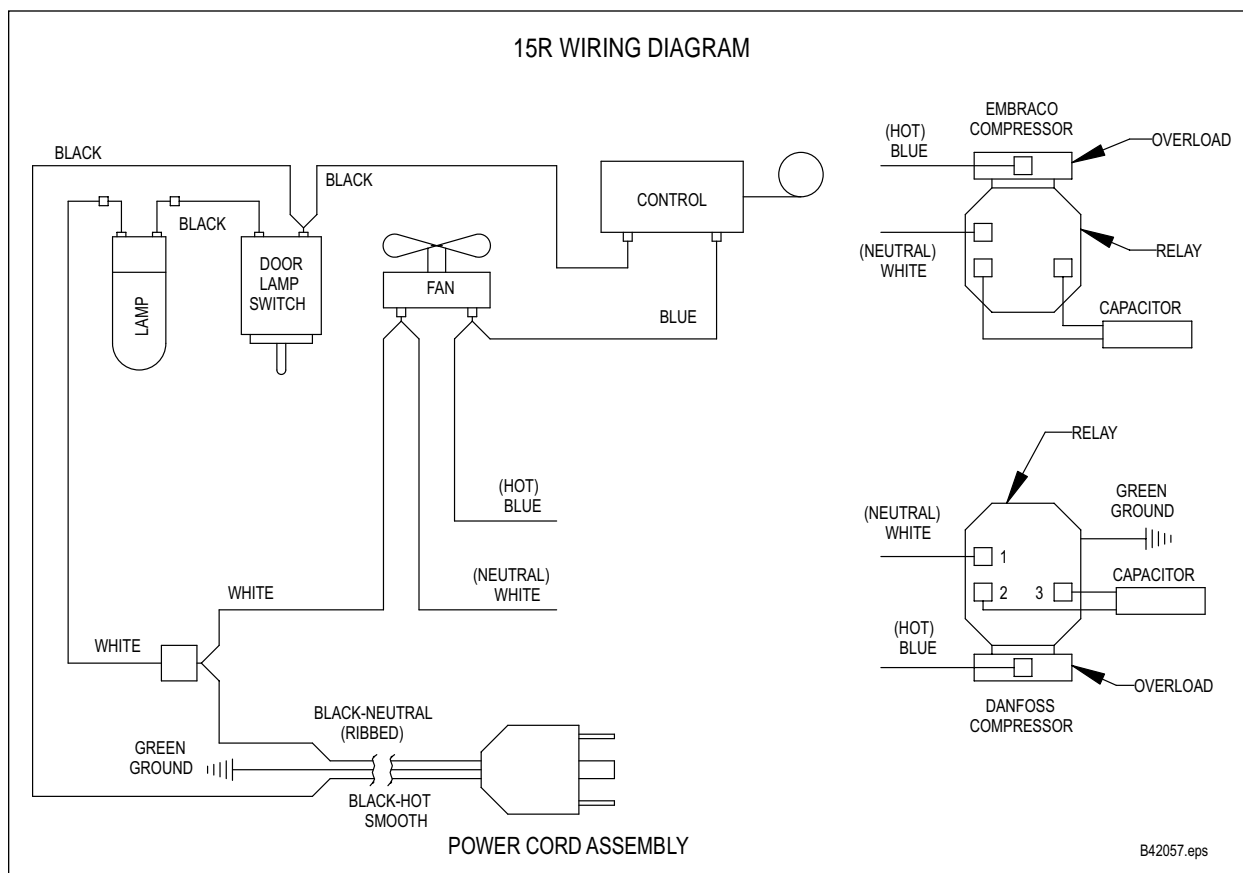 15R WIRING DIAGRAM
BLACK
BLACK
BLACK
LAMP
DOOR
LAMP
SWITCH
FAN
CONTROL
BLUE
(HOT)
BLUE
(NEUTRAL)
WHITE
WHITE
WHITE
BLACK-NEUTRAL
(RIBBED)
GREEN
GROUND
BLACK-HOT
SMOOTH
POWER CORD ASSEMBLY
EMBRACO
COMPRESSOR
(HOT)
BLUE
OVERLOAD
(NEUTRAL)
WHITE
RELAY
CAPACITOR
RELAY
GREEN
GROUND
(NEUTRAL)
WHITE
1
2 3
CAPACITOR
(HOT)
BLUE
OVERLOAD
DANFOSS
COMPRESSOR
B42057.eps